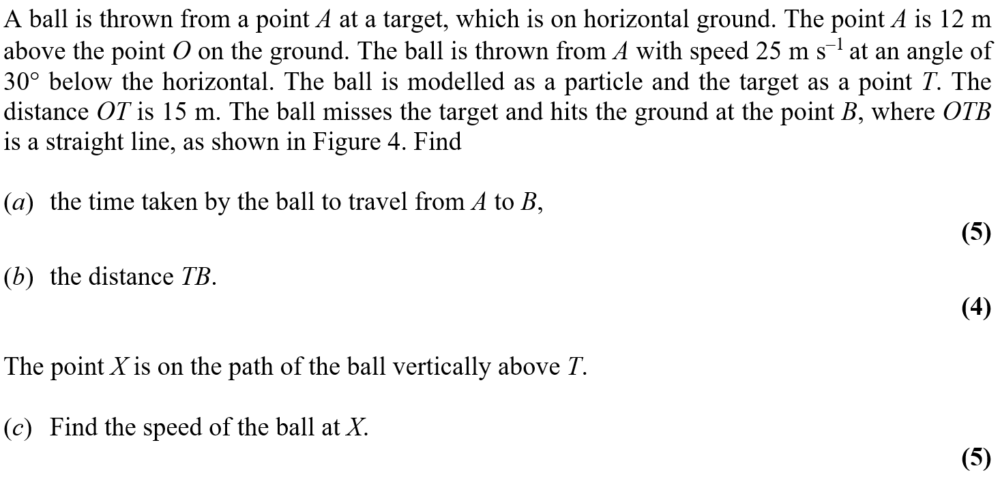 A ball is thrown from a point A at a target, which is on horizontal ground. The point A is 12 m
above the point O on the ground. The ball is thrown from A with speed 25 m s⁻¹ at an angle of
30° below the horizontal. The ball is modelled as a particle and the target as a point T. The
distance OT is 15 m. The ball misses the target and hits the ground at the point B, where OTB
is a straight line, as shown in Figure 4. Find
(a) the time taken by the ball to travel from A to B,
(5)
(b) the distance TB.
(4)
The point X is on the path of the ball vertically above T.
(c) Find the speed of the ball at X.
(5)